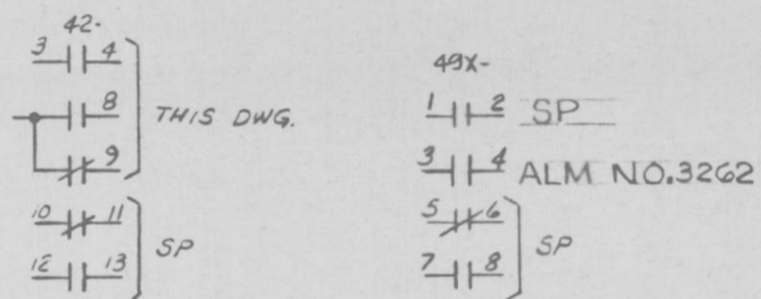 42-
3 4
8
THIS DWG.
9
10 11
SP
12 13
49X-
1 2 SP
3 4 ALM NO.3262
5 6
SP
7 8